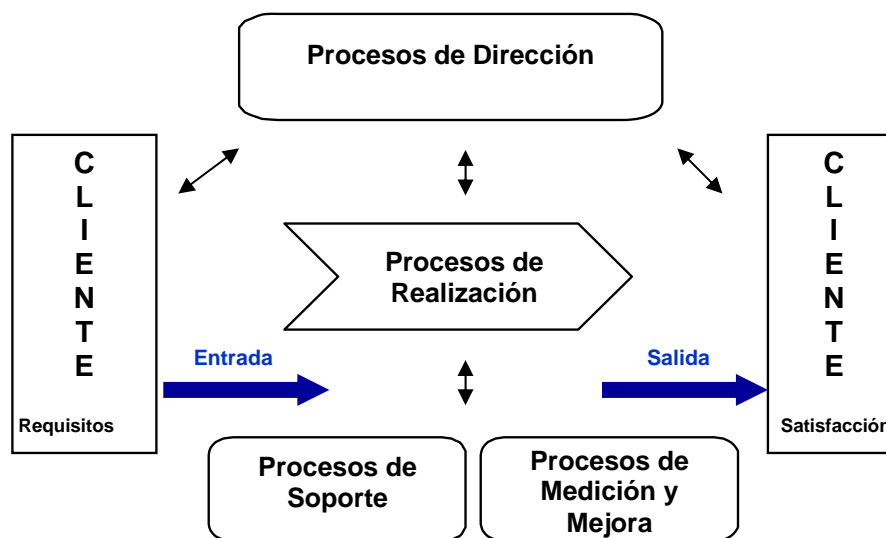 Procesos de Dirección
C
L
I
E
N
T
E
Requisitos
Procesos de
Realización
Entrada
Salida
C
L
I
E
N
T
E
Satisfacción
Procesos de
Soporte
Procesos de
Medición y
Mejora